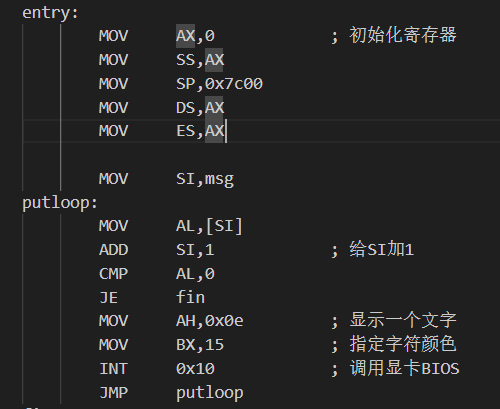 entry:
MOV AX,0 ; 初始化寄存器
MOV SS,AX
MOV SP,0x7c00
MOV DS,AX
MOV ES,AX
MOV SI,msg
putloop:
MOV AL,[SI]
ADD SI,1 ; 给SI加1
CMP AL,0
JE fin
MOV AH,0x0e ; 显示一个文字
MOV BX,15 ; 指定字符颜色
INT 0x10 ; 调用显卡BIOS
JMP putloop